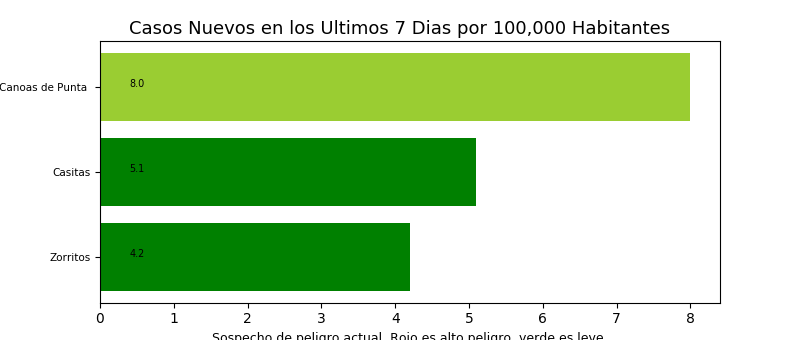 Casos Nuevos en los Ultimos 7 Dias por 100,000 Habitantes
Canoas de Punta
8.0
Casitas
5.1
Zorritos
4.2
0 1 2 3 4 5 6 7 8
Sospecho de peligro actual. Rojo es alto peligro, verde es leve